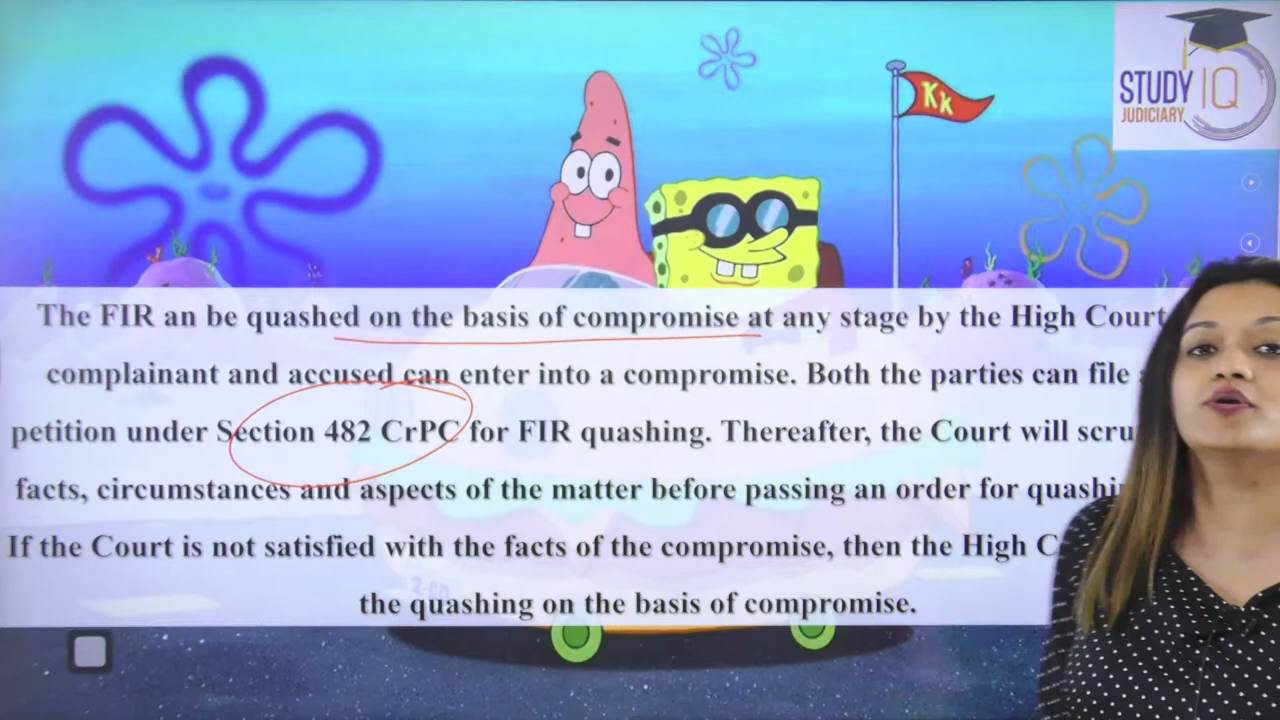 Kk
STUDY IQ
JUDICIARY
The FIR an be quashed on the basis of compromise at any stage by the High Court
complainant and accused can enter into a compromise. Both the parties can file
petition under Section 482 CrPC for FIR quashing. Thereafter, the Court will scru
facts, circumstances and aspects of the matter before passing an order for quashi
If the Court is not satisfied with the facts of the compromise, then the High C
the quashing on the basis of compromise.